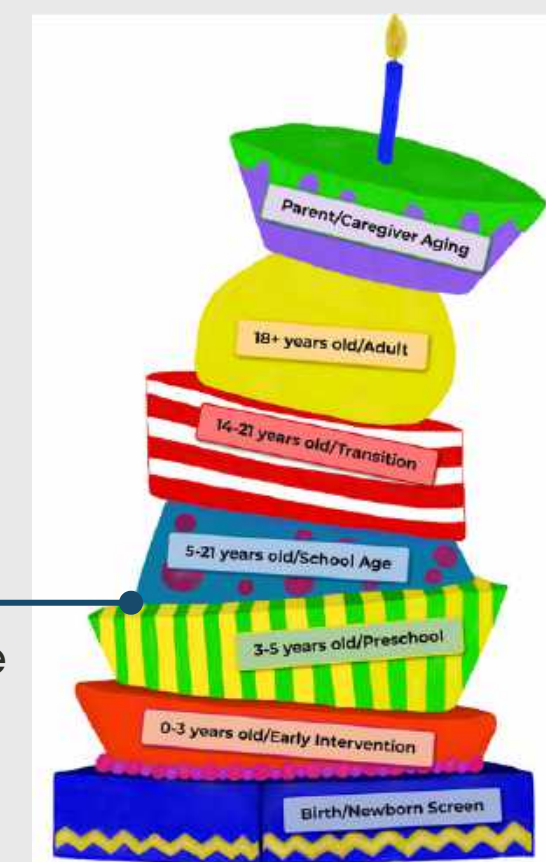 Parent/Caregiver Aging
18+ years old/Adult
14-21 years old/Transition
5-21 years old/School Age
3-5 years old/Preschool
e
0-3 years old/Early Intervention
Birth/Newborn Screen